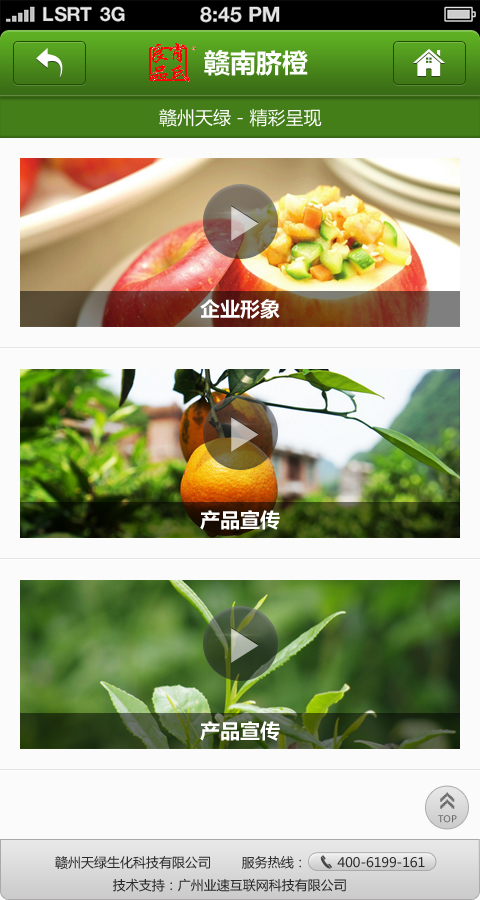 LSRT 3G 8:45 PM
赣南脐橙
赣州天绿 - 精彩呈现
企业形象
产品宣传
产品宣传
TOP
赣州天绿生化科技有限公司 服务热线： 400-6199-161
技术支持：广州业速互联网科技有限公司